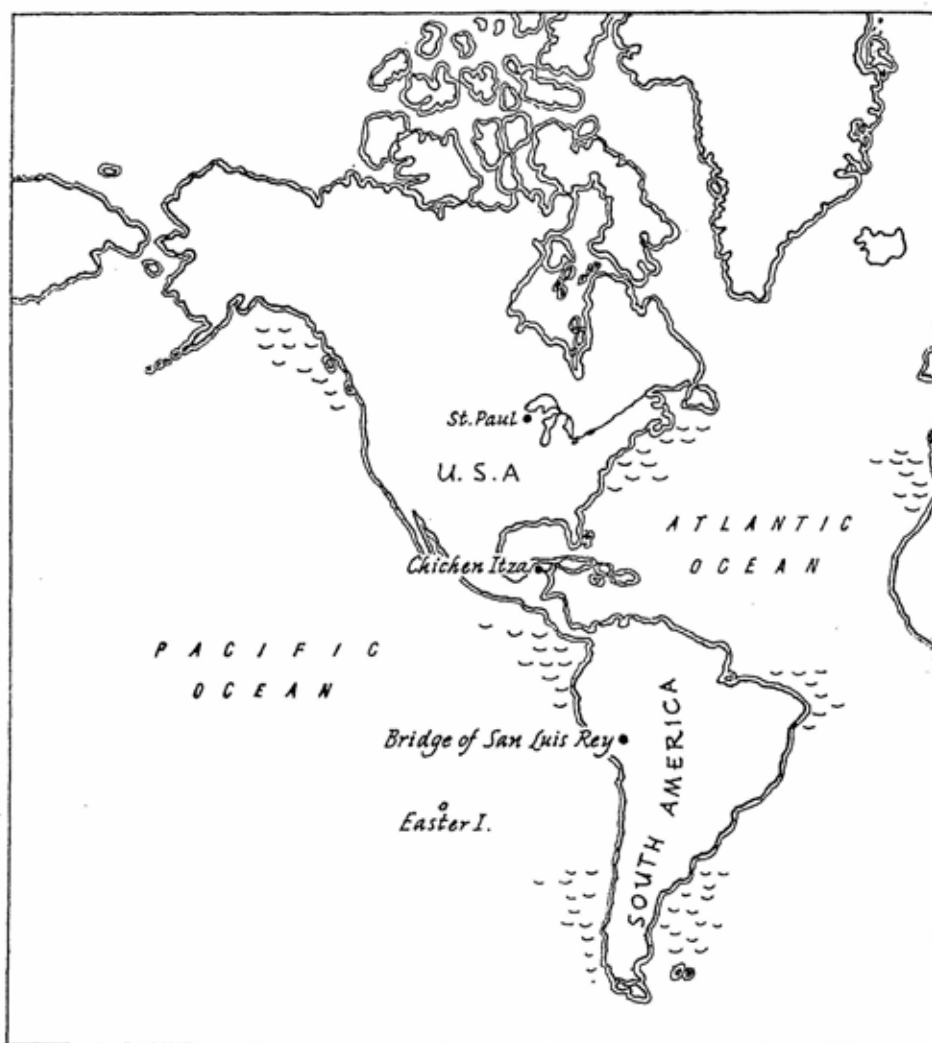 St. Paul
U. S. A
ATLANTIC
OCEAN
Chichen Itza
PACIFIC
OCEAN
SOUTH AMERICA
Bridge of San Luis Rey
Easter I.